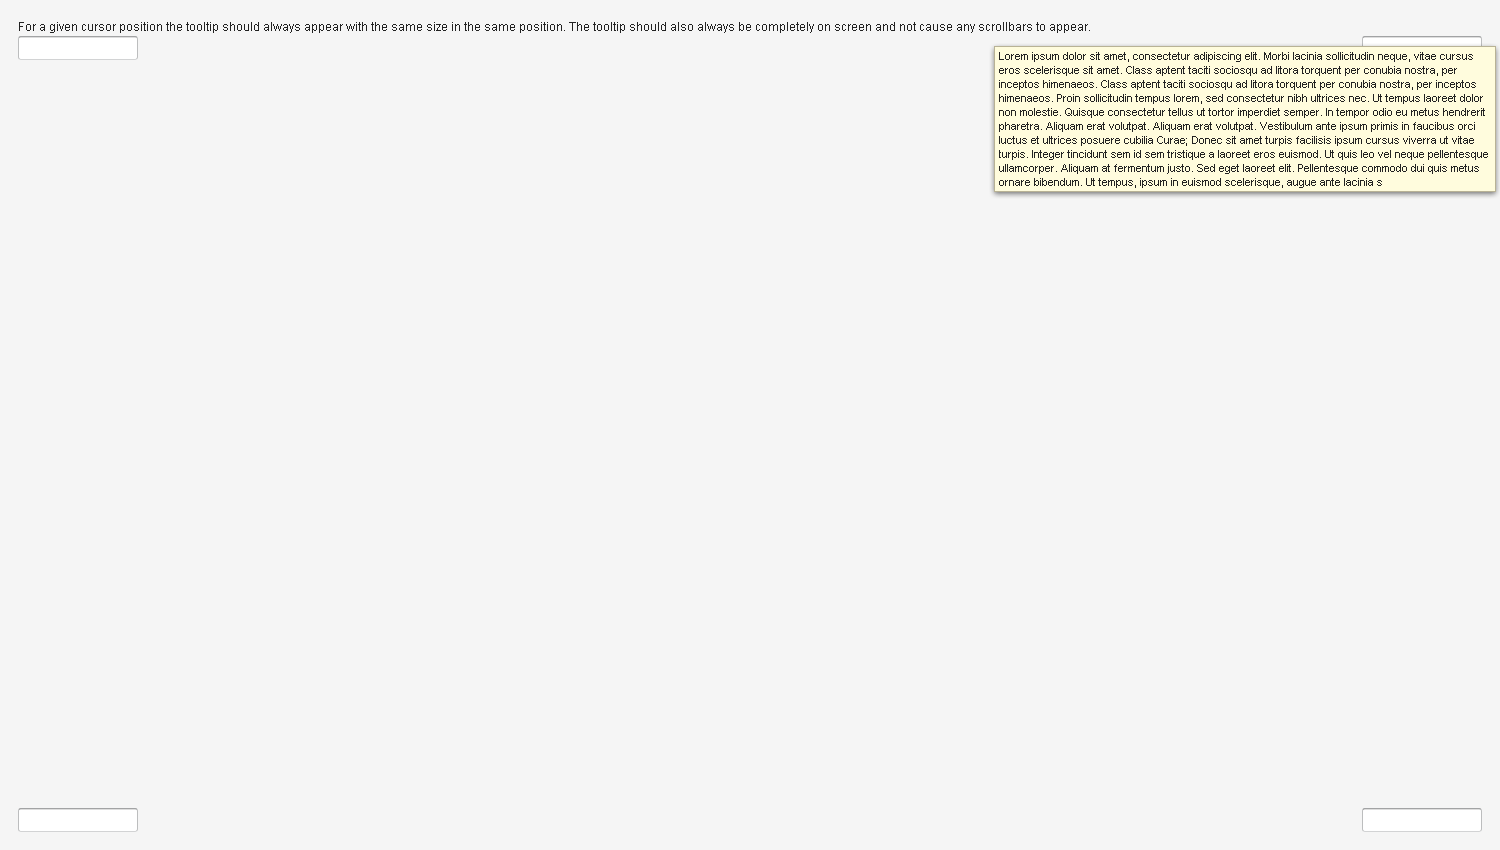 For a given cursor position the tooltip should always appear with the same size in the same position. The tooltip should also always be completely on screen and not cause any scrollbars to appear.
Lorem ipsum dolor sit amet, consectetur adipiscing elit. Morbi lacinia sollicitudin neque, vitae cursus
eros scelerisque sit amet. Class aptent taciti sociosqu ad litora torquent per conubia nostra, per
inceptos himenaeos. Class aptent taciti sociosqu ad litora torquent per conubia nostra, per inceptos
himenaeos. Proin sollicitudin tempus lorem, sed consectetur nibh ultrices nec. Ut tempus laoreet dolor
non molestie. Quisque consectetur tellus ut tortor imperdiet semper. In tempor odio eu metus hendrerit
pharetra. Aliquam erat volutpat. Aliquam erat volutpat. Vestibulum ante ipsum primis in faucibus orci
luctus et ultrices posuere cubilia Curae; Donec sit amet turpis facilisis ipsum cursus viverra ut vitae
turpis. Integer tincidunt sem id sem tristique a laoreet eros euismod. Ut quis leo vel neque pellentesque
ullamcorper. Aliquam at fermentum justo. Sed eget laoreet elit. Pellentesque commodo dui quis metus
ornare bibendum. Ut tempus, ipsum in euismod scelerisque, augue ante lacinia s